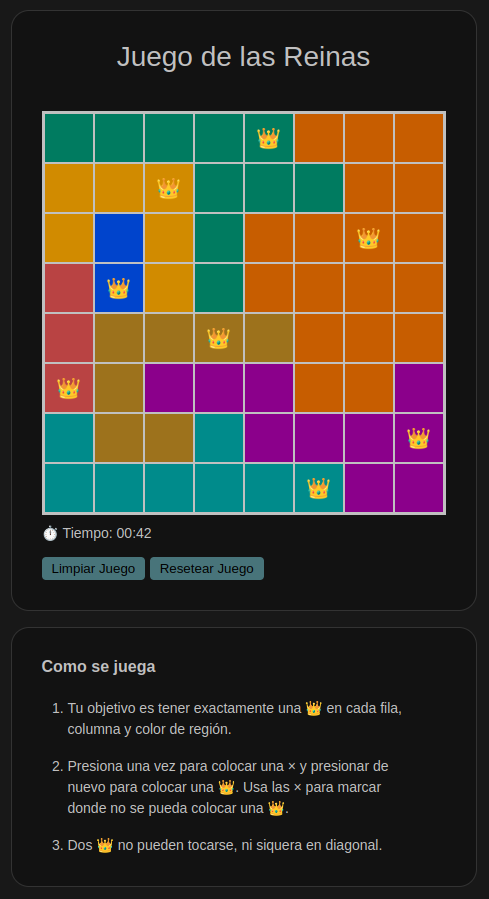 Juego de las Reinas
⏱️ Tiempo: 00:42
Limpiar Juego Resetear Juego
Como se juega
1. Tu objetivo es tener exactamente una 👑 en cada fila,
columna y color de región.
2. Presiona una vez para colocar una × y presionar de
nuevo para colocar una 👑. Usa las × para marcar
donde no se pueda colocar una 👑.
3. Dos 👑 no pueden tocarse, ni siquera en diagonal.